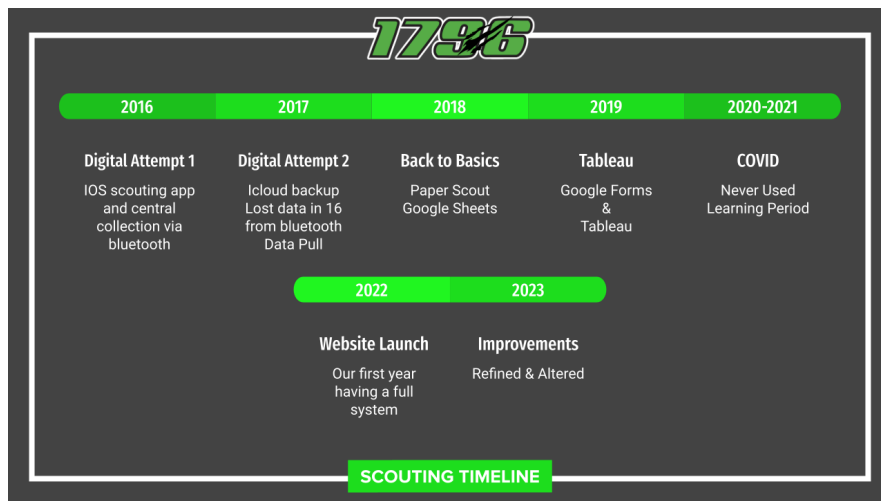 1796
2016
2017
2018
2019
2020-2021
Digital Attempt 1
IOS scouting app
and central
collection via
bluetooth
Digital Attempt 2
Icloud backup
Lost data in 16
from bluetooth
Data Pull
Back to Basics
Paper Scout
Google Sheets
Tableau
Google Forms
&
Tableau
COVID
Never Used
Learning Period
2022
2023
Website Launch
Our first year
having a full
system
Improvements
Refined & Altered
SCOUTING TIMELINE